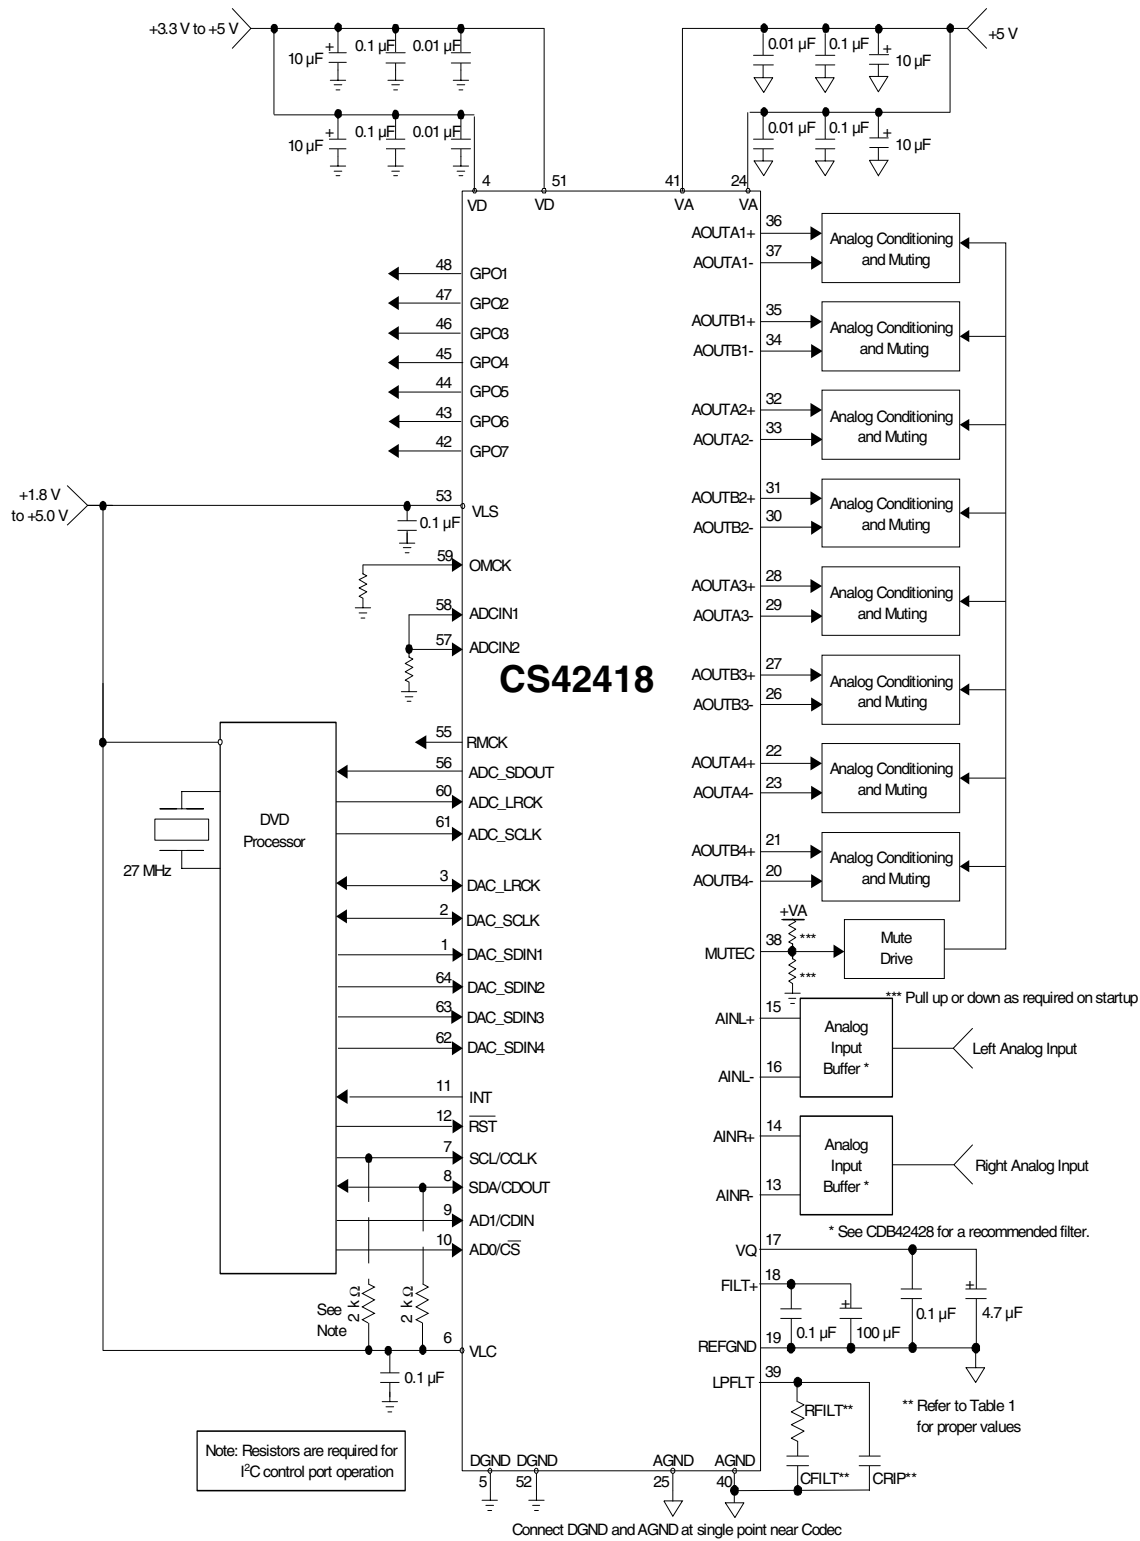 +3.3 V to +5 V
10 µF
+
0.1 µF
0.01 µF
10 µF
+
0.1 µF
0.01 µF
+5 V
0.01 µF
0.1 µF
+
10 µF
0.01 µF
0.1 µF
+
10 µF
4
51
41
24
VD
VD
VA
VA
48
GPO1
47
GPO2
46
GPO3
45
GPO4
44
GPO5
43
GPO6
42
GPO7
+1.8 V
to +5.0 V
53
VLS
0.1 µF
59
OMCK
58
ADCIN1
57
ADCIN2
CS42418
55
RMCK
56
ADC_SDOUT
60
ADC_LRCK
61
ADC_SCLK
DVD
Processor
27 MHz
3
DAC_LRCK
2
DAC_SCLK
1
DAC_SDIN1
64
DAC_SDIN2
63
DAC_SDIN3
62
DAC_SDIN4
11
INT
12
RST
7
SCL/CCLK
8
SDA/CDOUT
9
AD1/CDIN
10
AD0/CS
See
Note
2 k Ω
2 k Ω
6
VLC
0.1 µF
Note: Resistors are required for
I²C control port operation
AOUTA1+
36
AOUTA1-
37
Analog Conditioning
and Muting
AOUTB1+
35
AOUTB1-
34
Analog Conditioning
and Muting
AOUTA2+
32
AOUTA2-
33
Analog Conditioning
and Muting
AOUTB2+
31
AOUTB2-
30
Analog Conditioning
and Muting
AOUTA3+
28
AOUTA3-
29
Analog Conditioning
and Muting
AOUTB3+
27
AOUTB3-
26
Analog Conditioning
and Muting
AOUTA4+
22
AOUTA4-
23
Analog Conditioning
and Muting
AOUTB4+
21
AOUTB4-
20
Analog Conditioning
and Muting
+VA
***
MUTEC
38
***
Mute
Drive
*** Pull up or down as required on startup
AINL+
15
AINL-
16
Analog
Input
Buffer *
Left Analog Input
AINR+
14
AINR-
13
Analog
Input
Buffer *
Right Analog Input
* See CDB42428 for a recommended filter.
VQ
17
FILT+
18
+
0.1 µF
100 µF
0.1 µF
+
4.7 µF
REFGND
19
LPFLT
39
RFILT**
CFILT**
CRIP**
** Refer to Table 1
for proper values
DGND
DGND
AGND
AGND
5
52
25
40
Connect DGND and AGND at single point near Codec